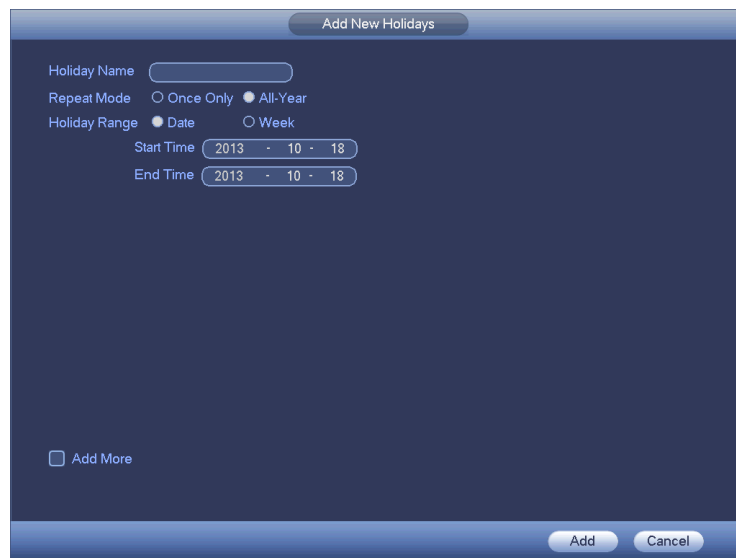 Add New Holidays
Holiday Name
Repeat Mode Once Only All-Year
Holiday Range Date Week
Start Time 2013 - 10 - 18
End Time 2013 - 10 - 18
Add More
Add Cancel